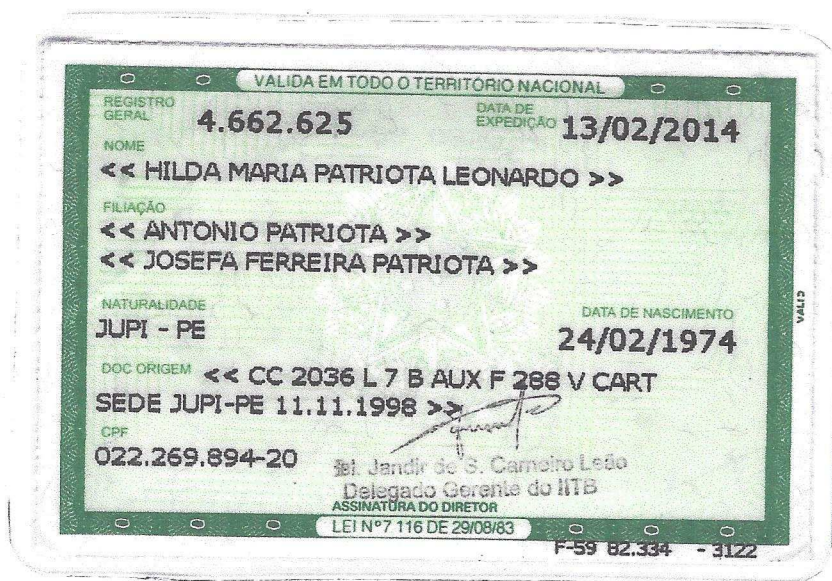 VALIDA EM TODO O TERRITÓRIO NACIONAL
REGISTRO GERAL 4.662.625 DATA DE EXPEDIÇÃO 13/02/2014
NOME
<< HILDA MARIA PATRIOTA LEONARDO >>
FILIAÇÃO
<< ANTONIO PATRIOTA >>
<< JOSEFA FERREIRA PATRIOTA >>
NATURALIDADE DATA DE NASCIMENTO
JUPI - PE 24/02/1974
DOC ORIGEM << CC 2036 L 7 B AUX F 288 V CART
SEDE JUPI-PE 11.11.1998 >>
CPF
022.269.894-20
Bel. Jandir de S. Carneiro Leão
Delegado Gerente do IITB
ASSINATURA DO DIRETOR
LEI Nº 7 116 DE 29/08/83
F-59 82.334 - 3122
VALID